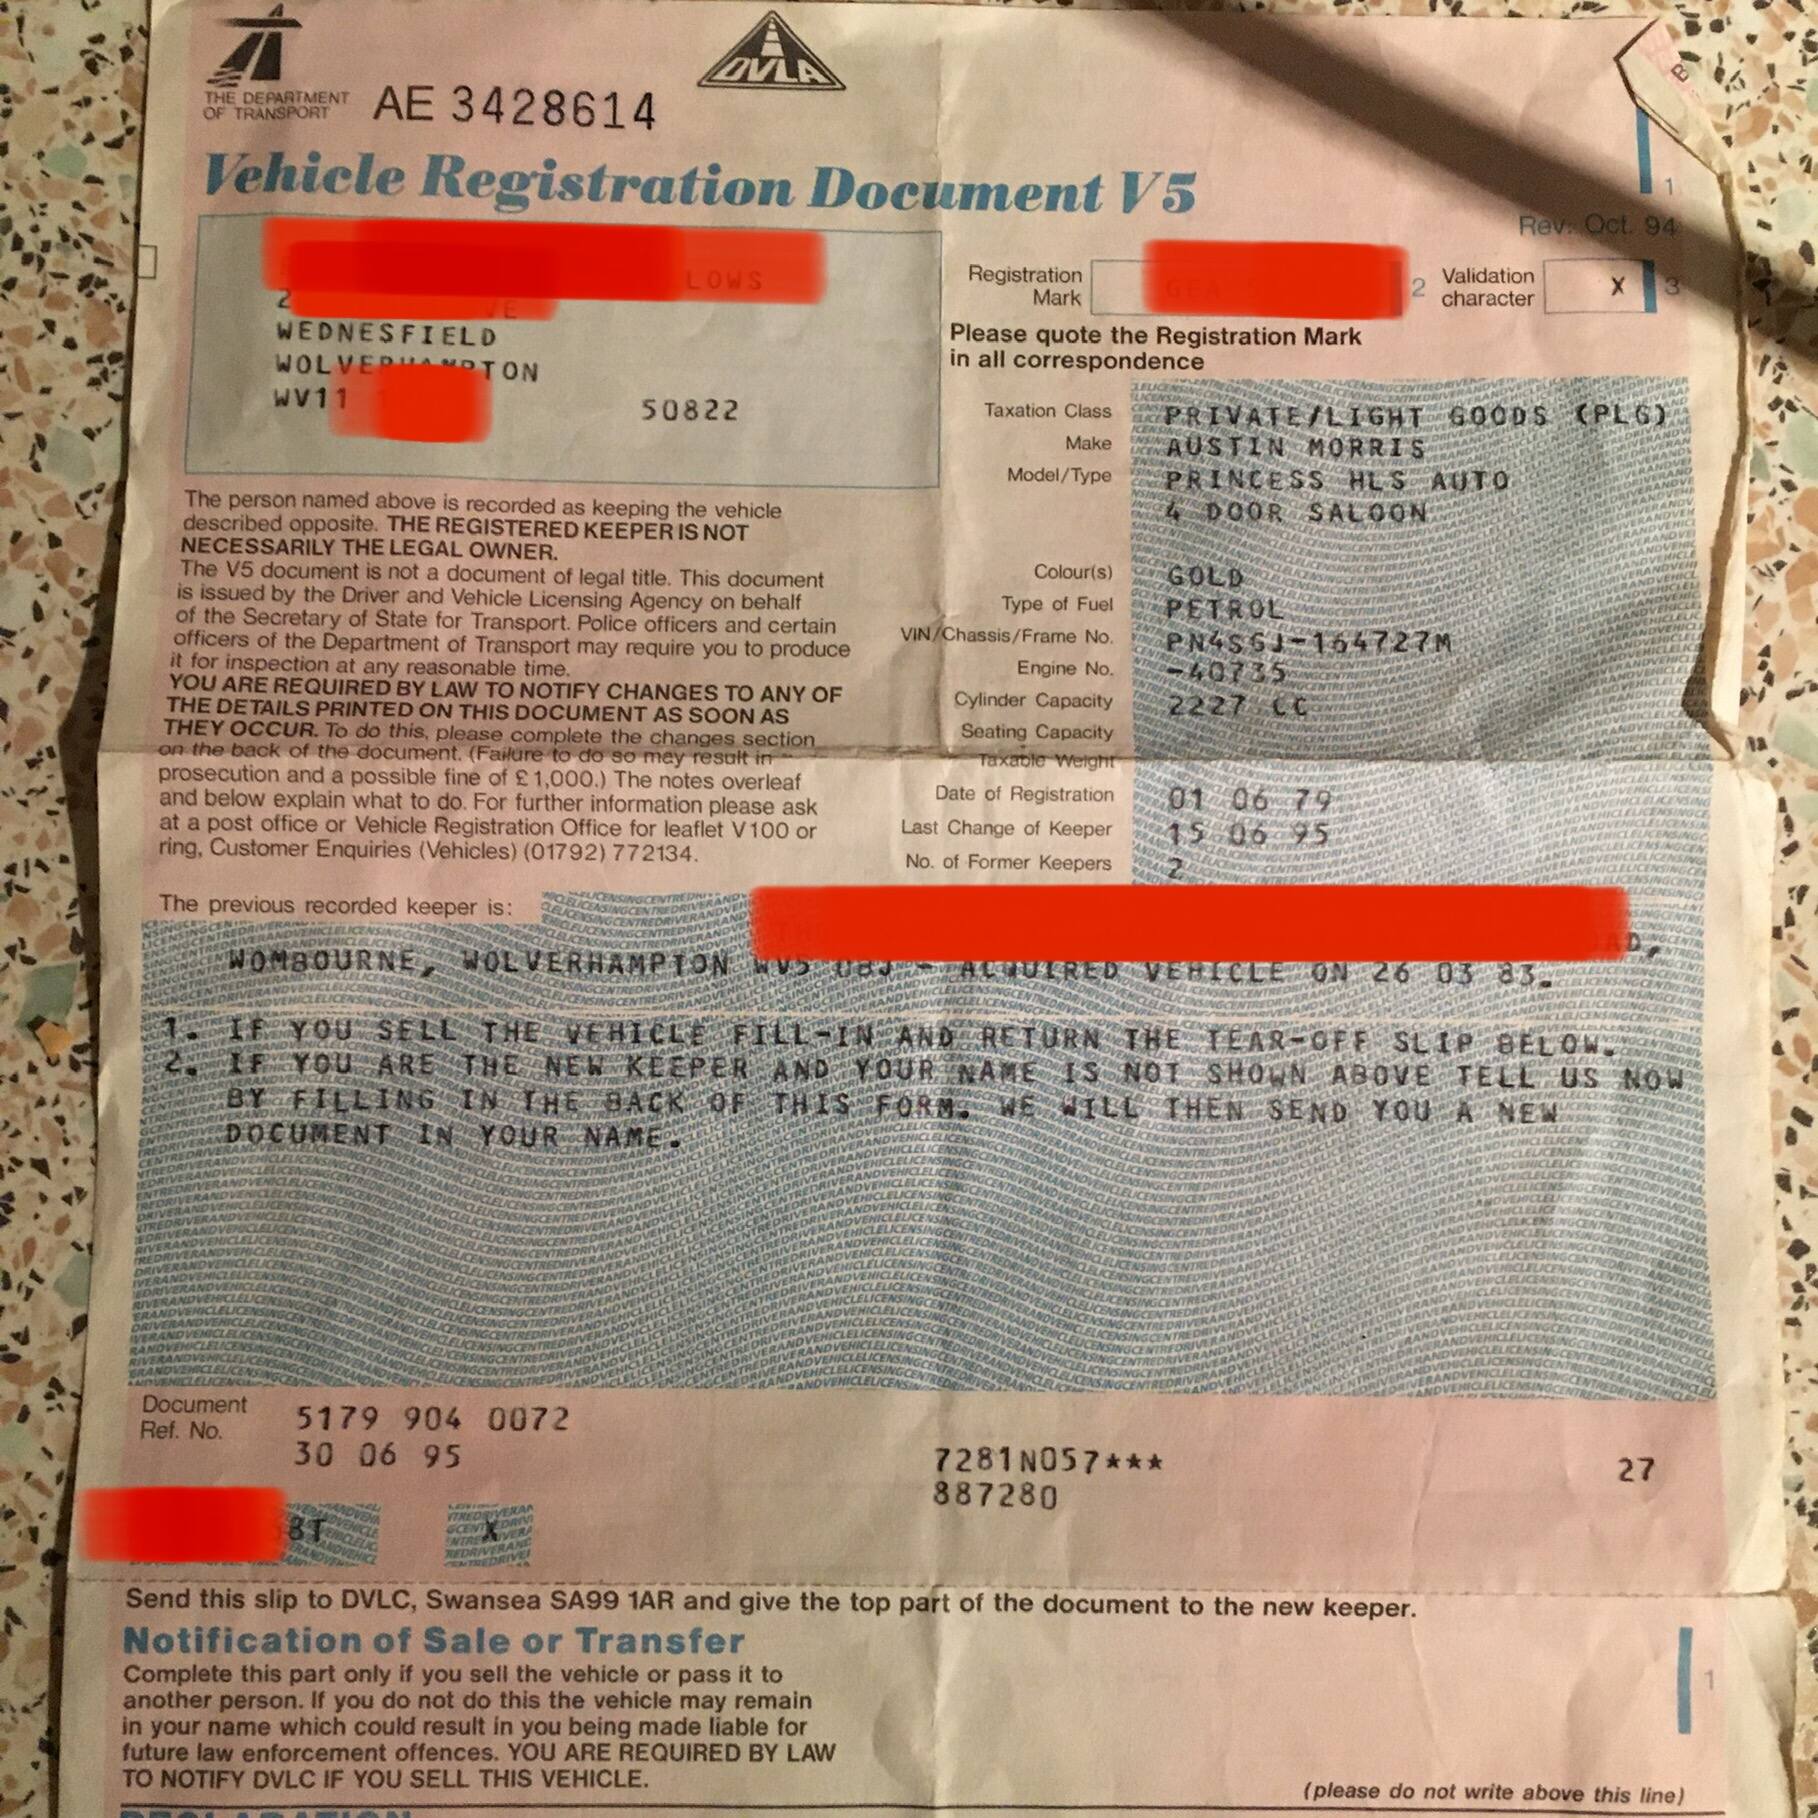 THE DEPARTMENT
OF TRANSPORT
AE 3428614
DVLA
Vehicle Registration Document V5
1
Rev: Oct. 94
LOWS
2
WEDNESFIELD
WOLVERHAMPTON
WV11
50822
Registration
Mark
2
Validation
character
X
3
Please quote the Registration Mark
in all correspondence
The person named above is recorded as keeping the vehicle
described opposite. THE REGISTERED KEEPER IS NOT
NECESSARILY THE LEGAL OWNER.
The V5 document is not a document of legal title. This document
is issued by the Driver and Vehicle Licensing Agency on behalf
of the Secretary of State for Transport. Police officers and certain
officers of the Department of Transport may require you to produce
it for inspection at any reasonable time.
YOU ARE REQUIRED BY LAW TO NOTIFY CHANGES TO ANY OF
THE DETAILS PRINTED ON THIS DOCUMENT AS SOON AS
THEY OCCUR. To do this, please complete the changes section
on the back of the document. (Failure to do so may result in
prosecution and a possible fine of £1,000.) The notes overleaf
and below explain what to do. For further information please ask
at a post office or Vehicle Registration Office for leaflet V100 or
ring, Customer Enquiries (Vehicles) (01792) 772134.
Taxation Class PRIVATE/LIGHT GOODS (PLG)
Make AUSTIN MORRIS
Model/Type PRINCESS HLS AUTO
4 DOOR SALOON
Colour(s) GOLD
Type of Fuel PETROL
VIN/Chassis/Frame No. PN4S6J-164727M
Engine No. -40735
Cylinder Capacity 2227 CC
Seating Capacity
Taxable Weight
Date of Registration 01 06 79
Last Change of Keeper 15 06 95
No. of Former Keepers 2
The previous recorded keeper is:
WOMBOURNE, WOLVERHAMPTON WV5 - ACQUIRED VEHICLE ON 26 03 83.
1. IF YOU SELL THE VEHICLE FILL-IN AND RETURN THE TEAR-OFF SLIP BELOW.
2. IF YOU ARE THE NEW KEEPER AND YOUR NAME IS NOT SHOWN ABOVE TELL US NOW
BY FILLING IN THE BACK OF THIS FORM. WE WILL THEN SEND YOU A NEW
DOCUMENT IN YOUR NAME.
Document
Ref. No.
5179 904 0072
30 06 95
7281N057***
887280
27
8T
X
Send this slip to DVLC, Swansea SA99 1AR and give the top part of the document to the new keeper.
Notification of Sale or Transfer
Complete this part only if you sell the vehicle or pass it to
another person. If you do not do this the vehicle may remain
in your name which could result in you being made liable for
future law enforcement offences. YOU ARE REQUIRED BY LAW
TO NOTIFY DVLC IF YOU SELL THIS VEHICLE.
1
(please do not write above this line)
DECLARATION